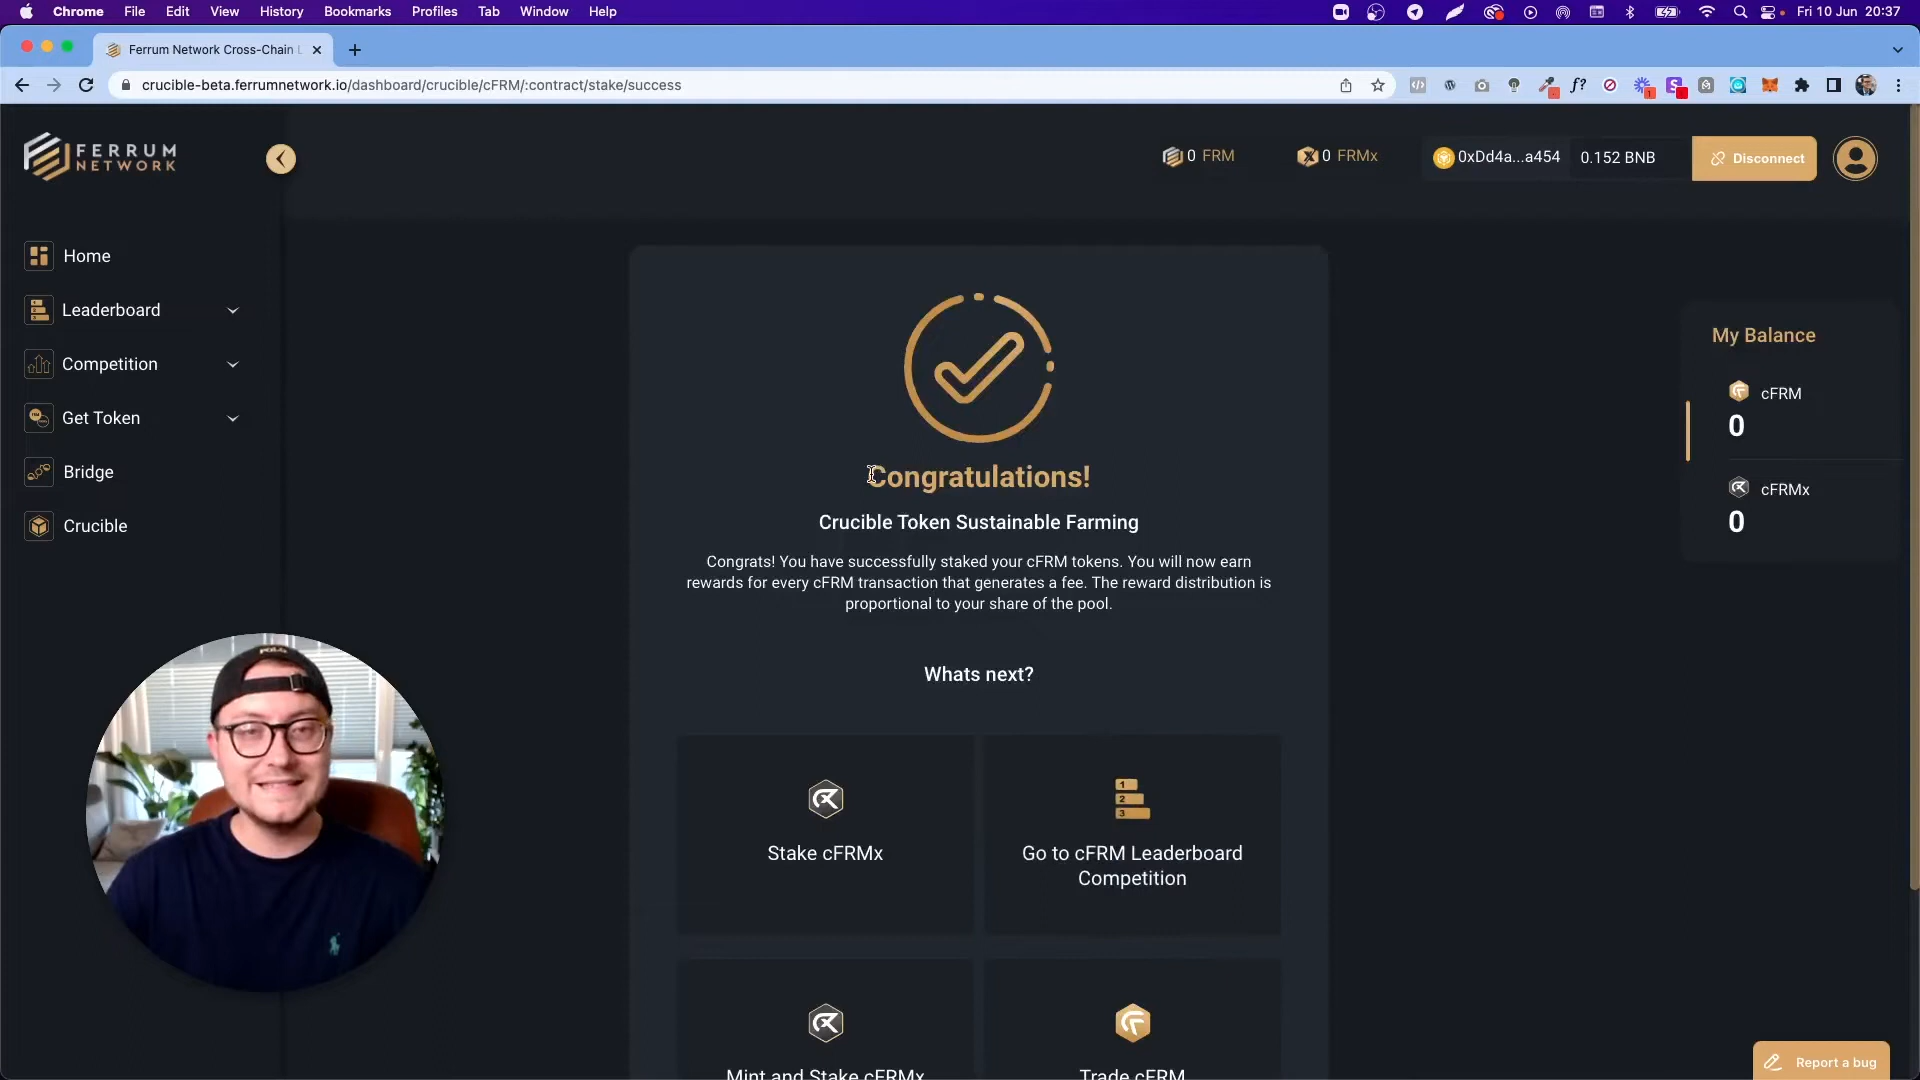 Chrome File Edit View History Bookmarks Profiles Tab Window Help
Fri 10 Jun 20:37
Ferrum Network Cross-Chain
crucible-beta.ferrumnetwork.io/dashboard/crucible/cFRM/:contract/stake/success
FERRUM
NETWORK
0 FRM
0 FRMx
0xDd4a...a454
0.152 BNB
Disconnect
Home
Leaderboard
Competition
Get Token
Bridge
Crucible
Congratulations!
Crucible Token Sustainable Farming
Congrats! You have successfully staked your cFRM tokens. You will now earn
rewards for every cFRM transaction that generates a fee. The reward distribution is
proportional to your share of the pool.
Whats next?
Stake cFRMx
1
2
3
Go to cFRM Leaderboard
Competition
Mint and Stake cFRMx
Trade cFRM
My Balance
cFRM
0
cFRMx
0
Report a bug